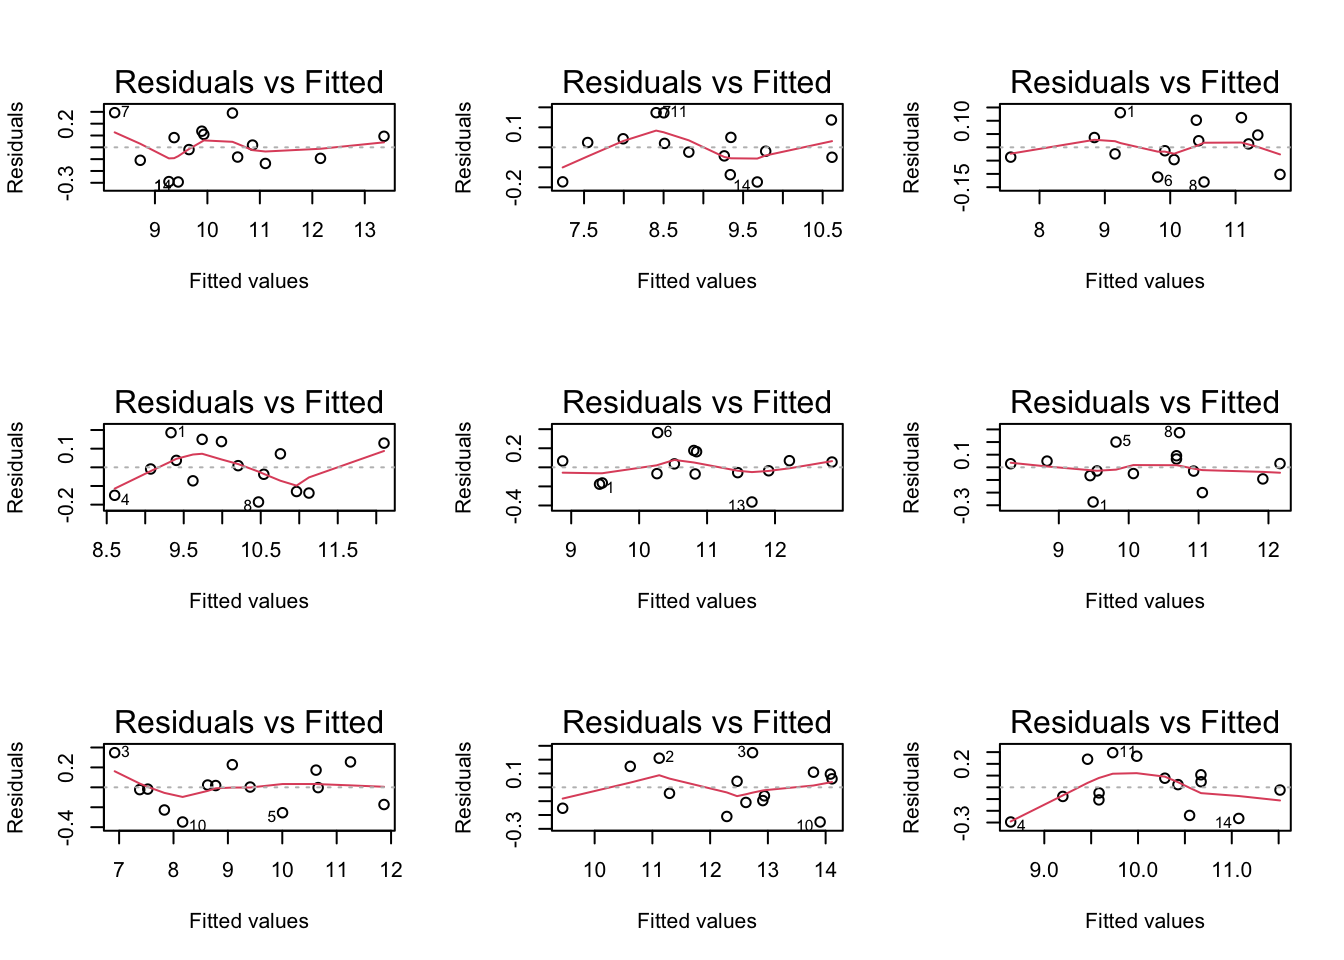 Residuals vs Fitted
Residuals
0.2
-0.3
7
14
9 10 11 12 13
Fitted values
Residuals vs Fitted
Residuals
0.1
-0.2
711
14
7.5 8.5 9.5 10.5
Fitted values
Residuals vs Fitted
Residuals
0.10
-0.15
1
6
8
8 9 10 11
Fitted values
Residuals vs Fitted
Residuals
0.1
-0.2
1
4
8
8.5 9.5 10.5 11.5
Fitted values
Residuals vs Fitted
Residuals
0.2
-0.4
6
1
13
9 10 11 12
Fitted values
Residuals vs Fitted
Residuals
0.1
-0.3
8
5
1
9 10 11 12
Fitted values
Residuals vs Fitted
Residuals
0.2
-0.4
3
5
10
7 8 9 10 11 12
Fitted values
Residuals vs Fitted
Residuals
0.1
-0.3
3
2
10
10 11 12 13 14
Fitted values
Residuals vs Fitted
Residuals
0.2
-0.3
11
4
14
9.0 10.0 11.0
Fitted values